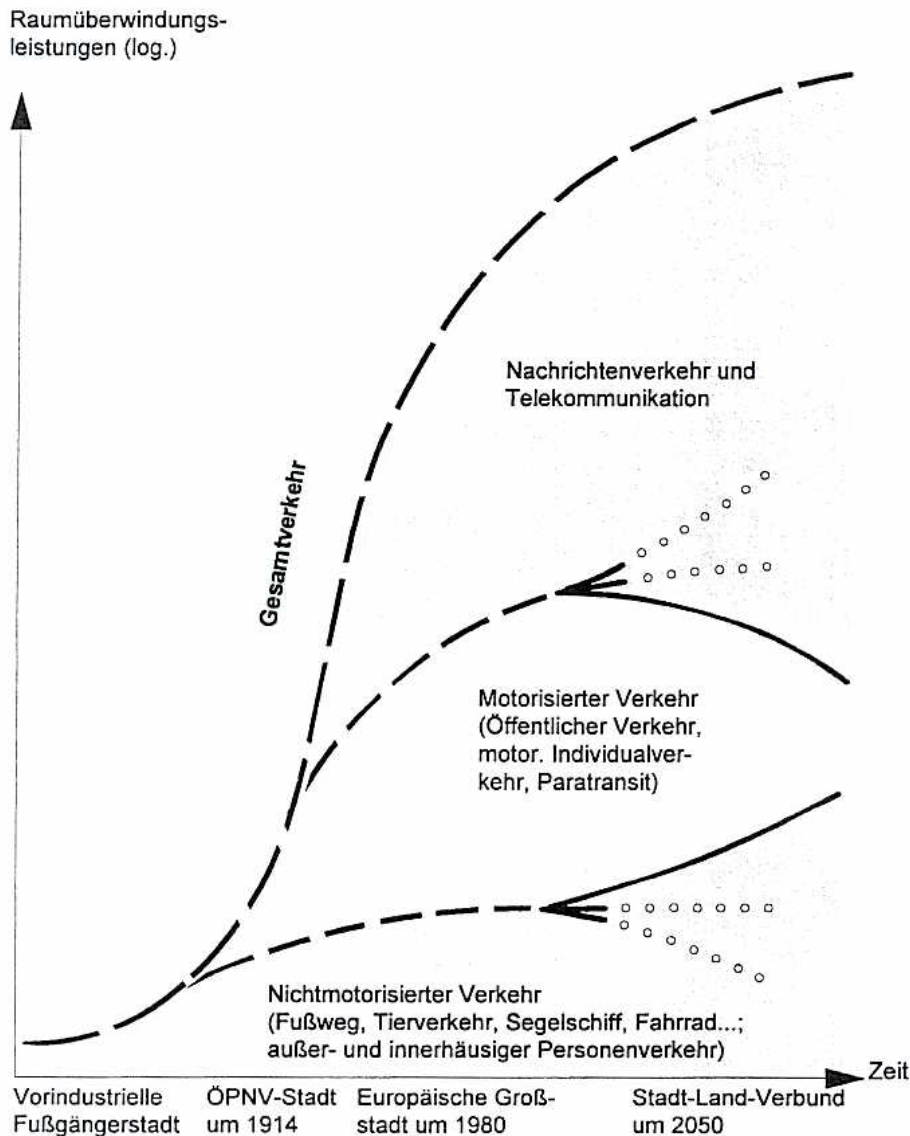 Raumüberwindungs-
leistungen (log.)
Nachrichtenverkehr und
Telekommunikation
Gesamtverkehr
Motorisierter Verkehr
(Öffentlicher Verkehr,
motor. Individualver-
kehr, Paratransit)
Nichtmotorisierter Verkehr
(Fußweg, Tierverkehr, Segelschiff, Fahrrad...;
außer- und innerhäusiger Personenverkehr)
Zeit
Vorindustrielle
Fußgängerstadt
ÖPNV-Stadt
um 1914
Europäische Groß-
stadt um 1980
Stadt-Land-Verbund
um 2050